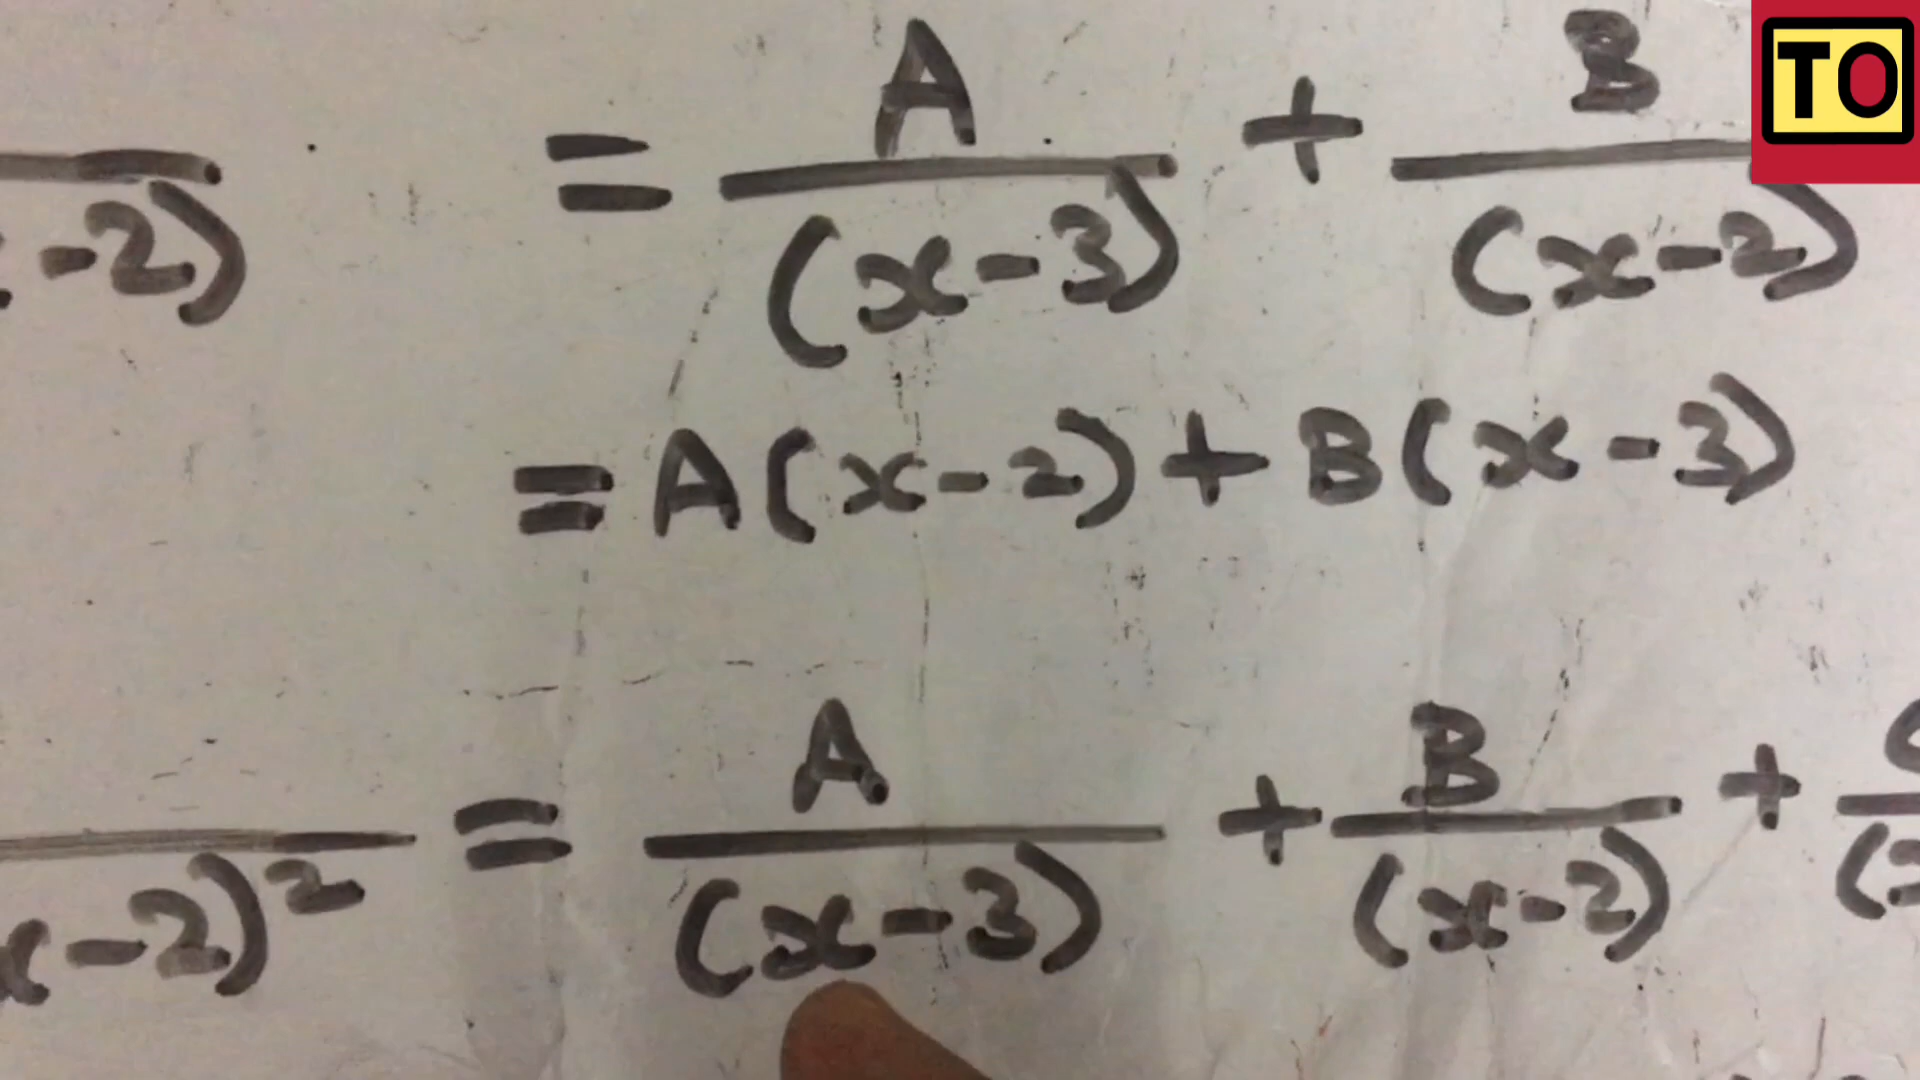 A B TO
-2) = (x-3) + (x-2)
= A(x-2) + B(x-3)
A B
x-2)² = (x-3) + (x-2) + (